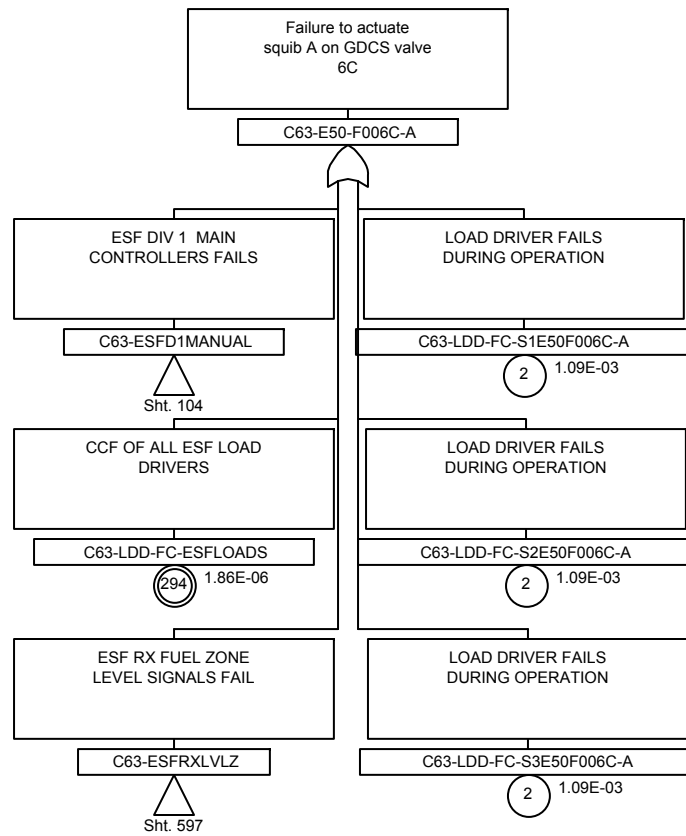 Failure to actuate
squib A on GDCS valve
6C
C63-E50-F006C-A
ESF DIV 1 MAIN
CONTROLLERS FAILS
C63-ESFD1MANUAL
Sht. 104
LOAD DRIVER FAILS
DURING OPERATION
C63-LDD-FC-S1E50F006C-A
2
1.09E-03
CCF OF ALL ESF LOAD
DRIVERS
C63-LDD-FC-ESFLOADS
294
1.86E-06
LOAD DRIVER FAILS
DURING OPERATION
C63-LDD-FC-S2E50F006C-A
2
1.09E-03
ESF RX FUEL ZONE
LEVEL SIGNALS FAIL
C63-ESFRXLVLZ
Sht. 597
LOAD DRIVER FAILS
DURING OPERATION
C63-LDD-FC-S3E50F006C-A
2
1.09E-03